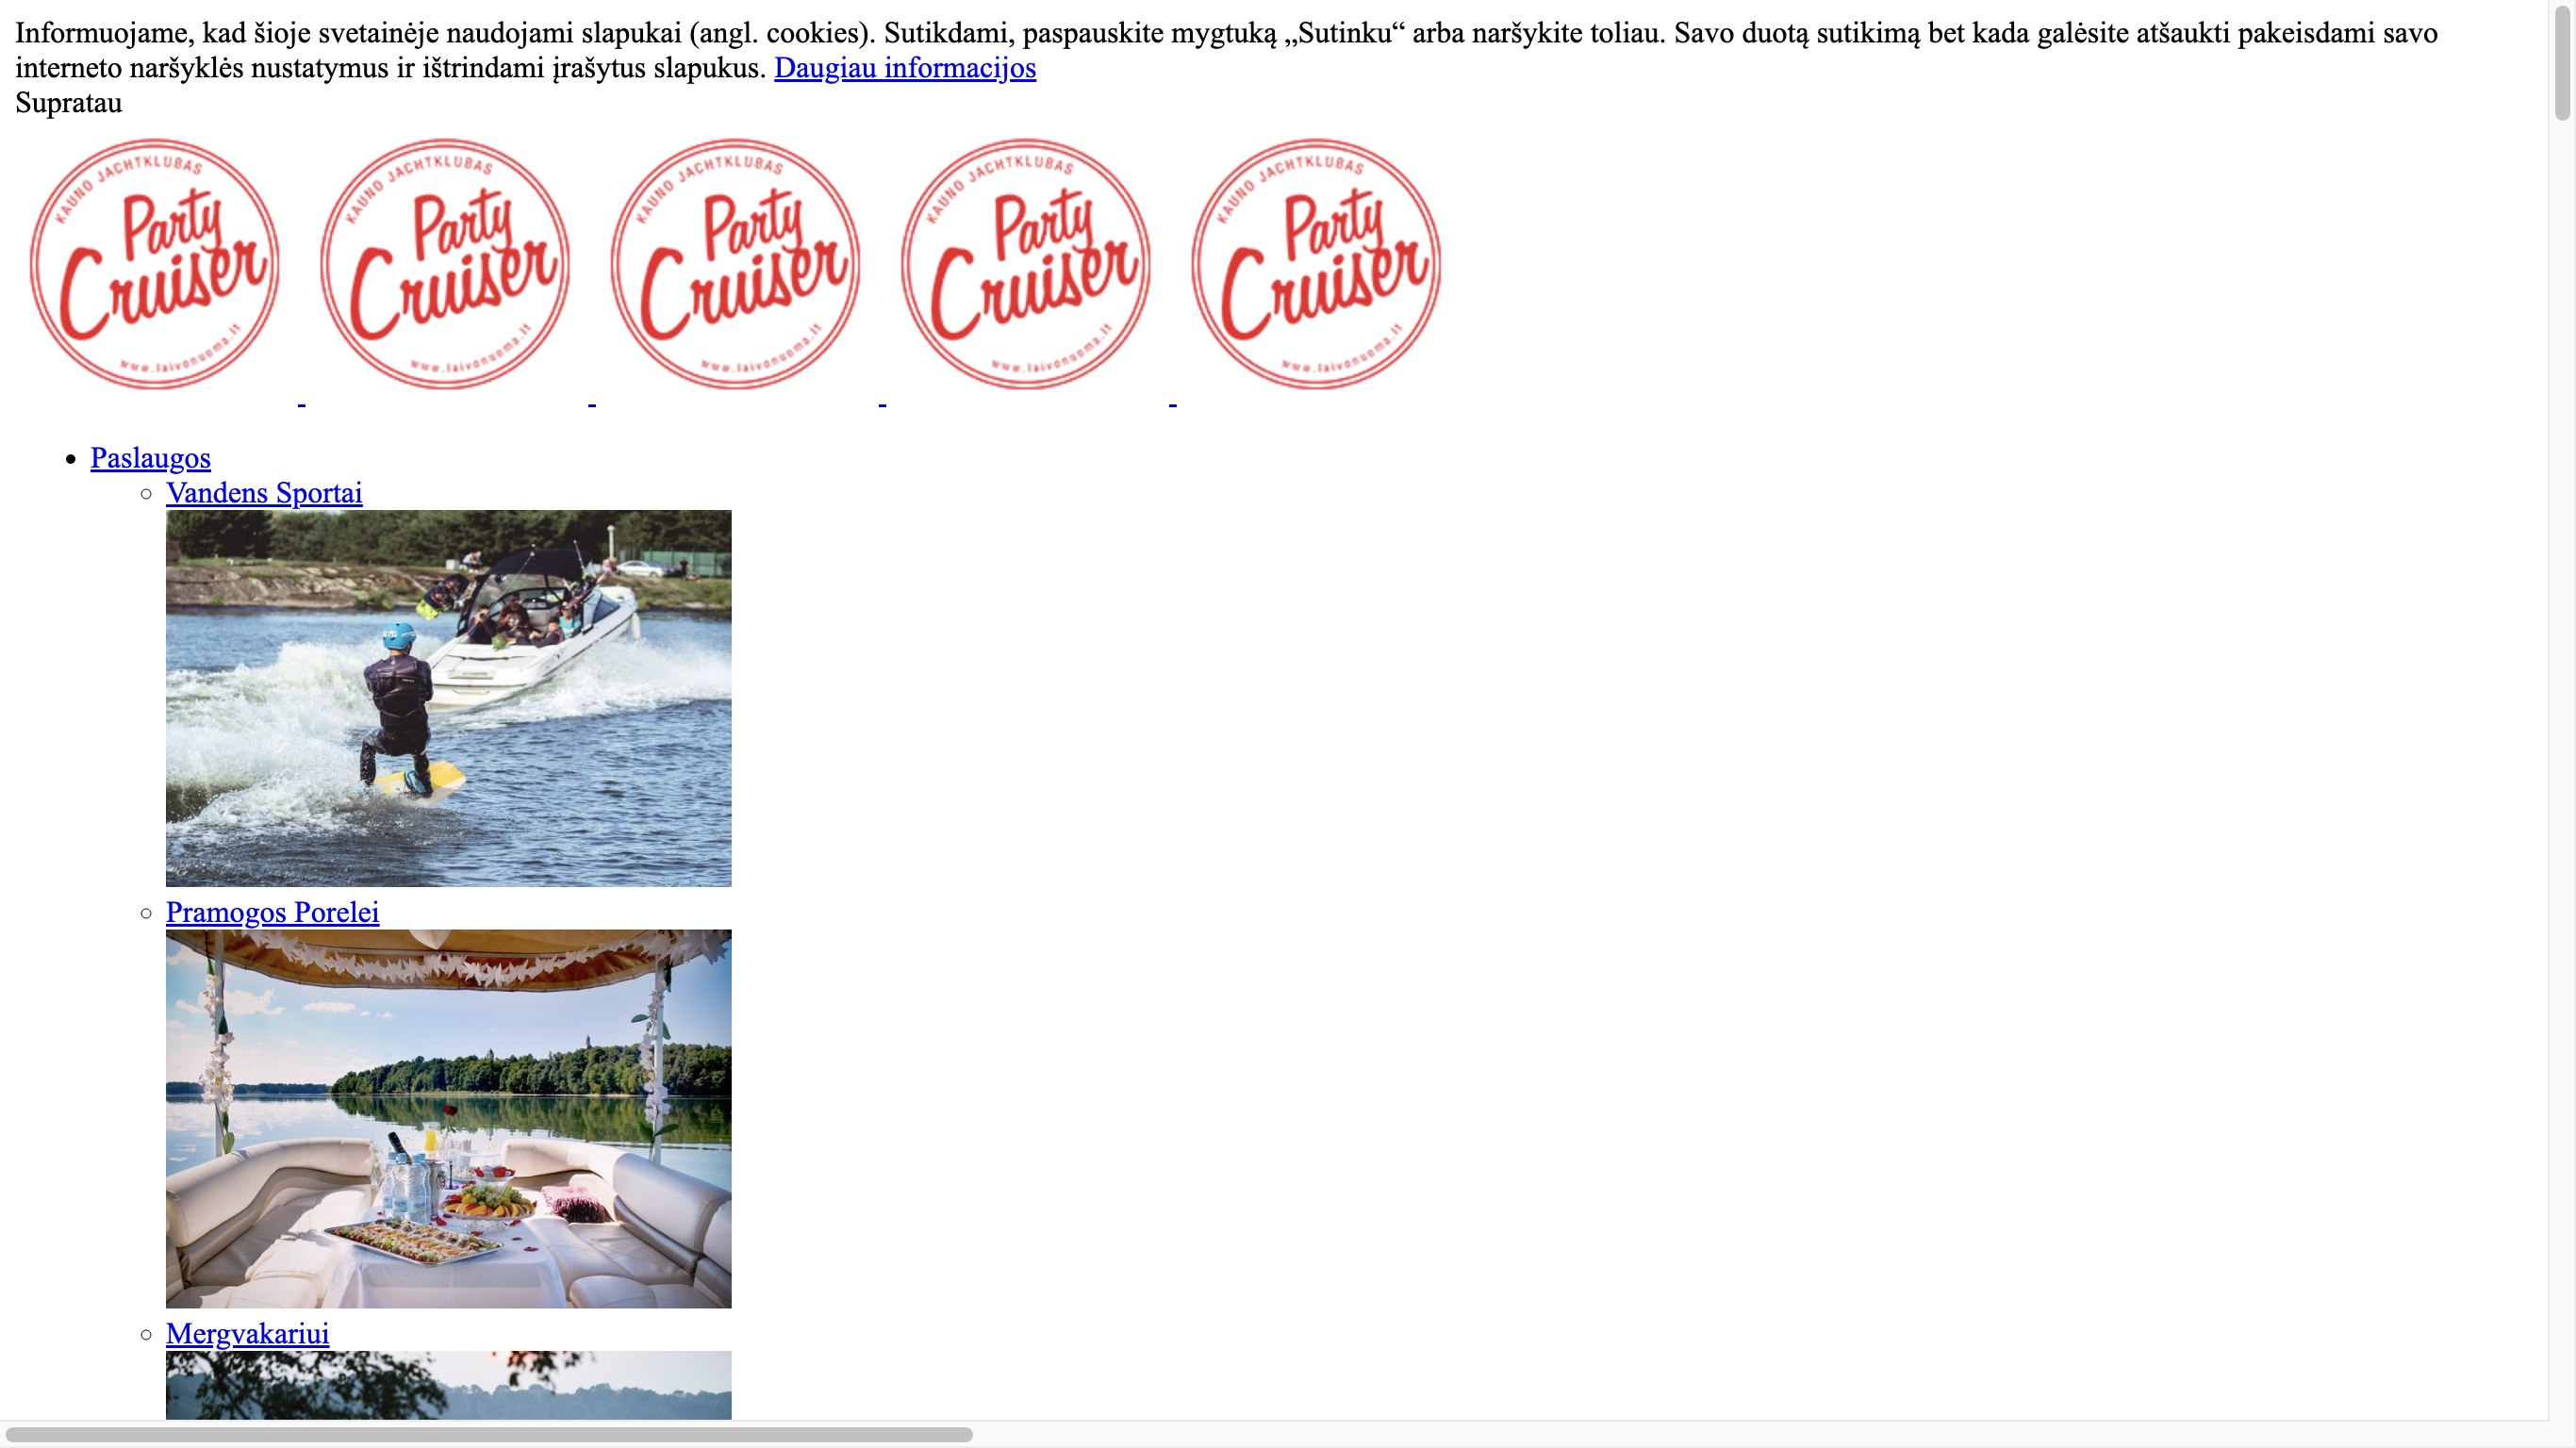 Informuojame, kad šioje svetainėje naudojami slapukai (angl. cookies). Sutikdami, paspauskite mygtuką „Sutinku“ arba naršykite toliau. Savo duotą sutikimą bet kada galėsite atšaukti pakeisdami savo
interneto naršyklės nustatymus ir ištrindami įrašytus slapukus. Daugiau informacijos
Supratau
KAUNO JACHTKLUBAS
Party
Cruiser
www.laivonuoma.lt
KAUNO JACHTKLUBAS
Party
Cruiser
www.laivonuoma.lt
KAUNO JACHTKLUBAS
Party
Cruiser
www.laivonuoma.lt
KAUNO JACHTKLUBAS
Party
Cruiser
www.laivonuoma.lt
KAUNO JACHTKLUBAS
Party
Cruiser
www.laivonuoma.lt
Paslaugos
Vandens Sportai
Pramogos Porelei
Mergvakariui